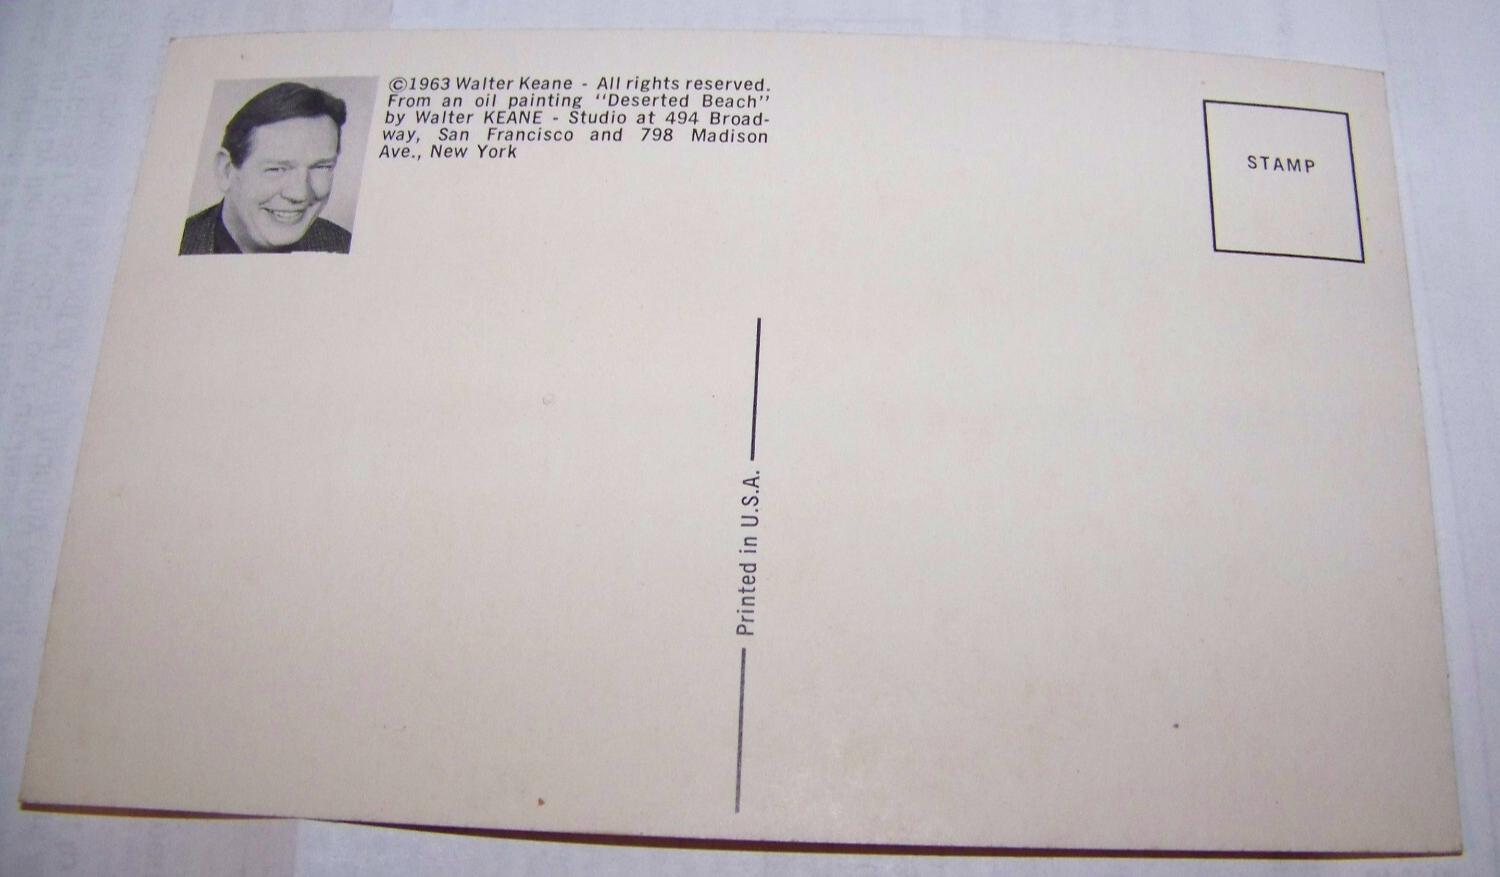 ©1963 Walter Keane - All rights reserved.
From an oil painting "Deserted Beach"
by Walter KEANE - Studio at 494 Broad-
way, San Francisco and 798 Madison
Ave., New York
STAMP
Printed in U.S.A.